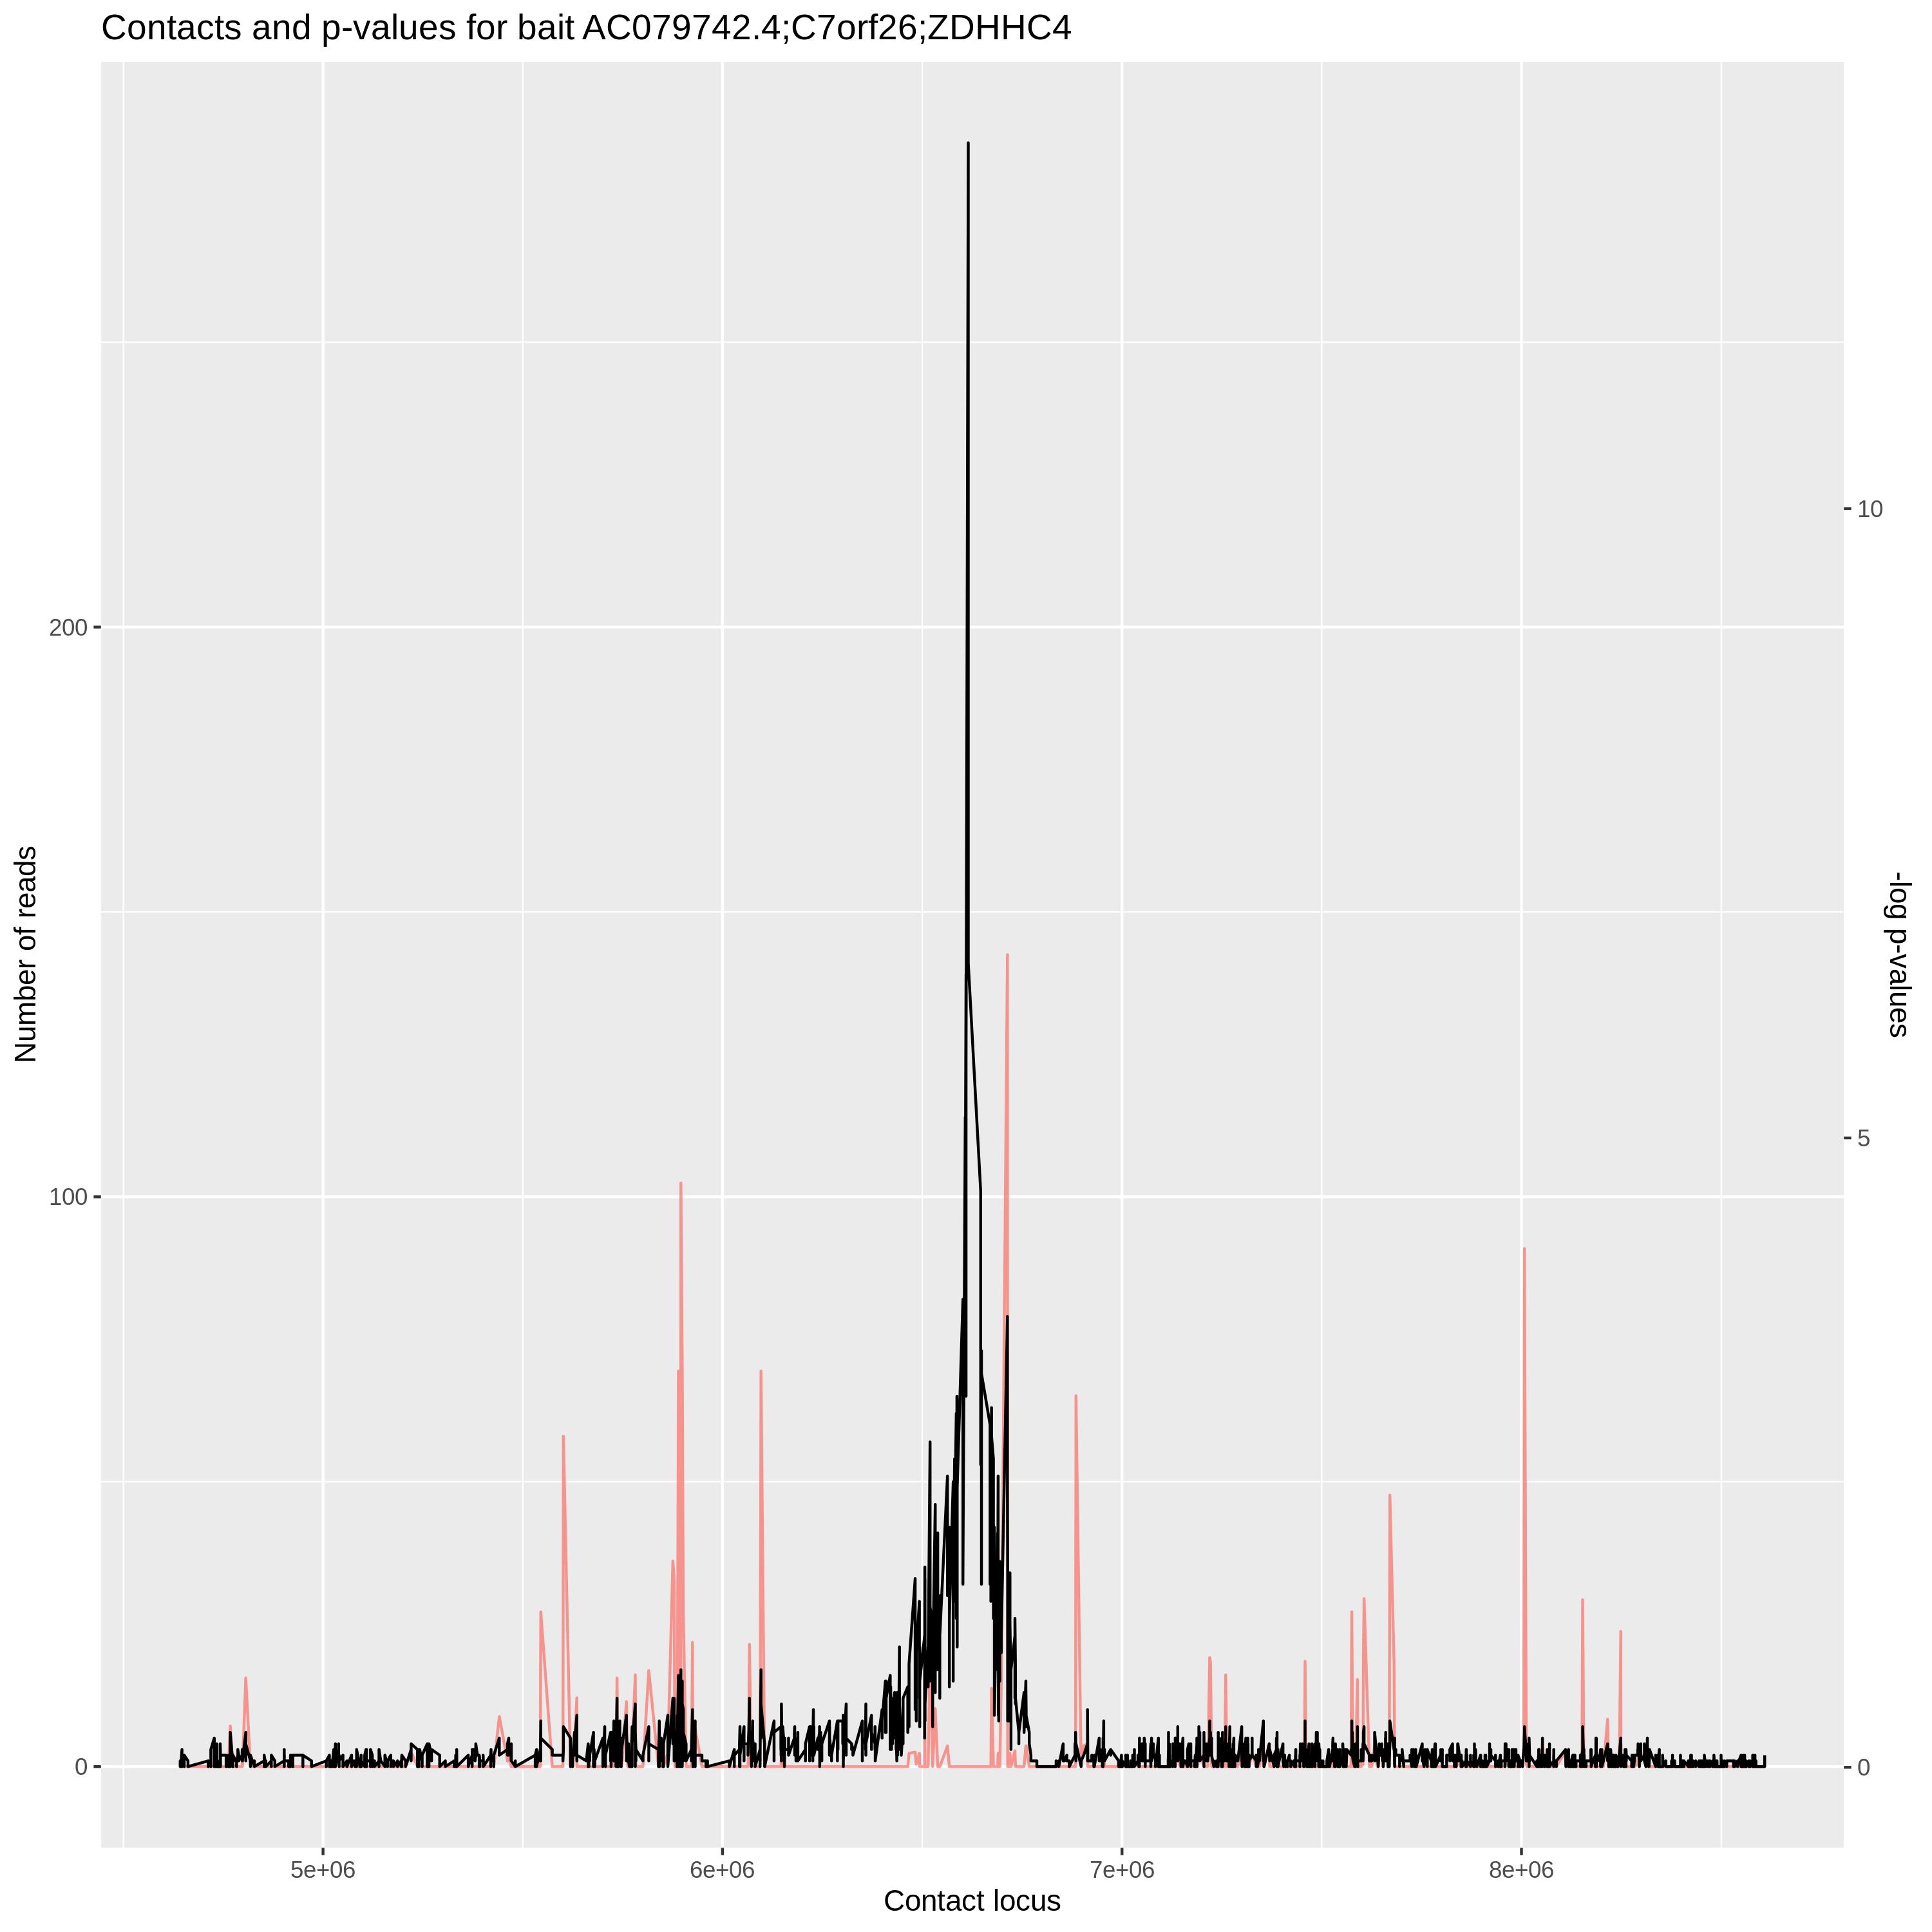 Contacts and p-values for bait AC079742.4;C7orf26;ZDHHC4
Number of reads
200
100
0
10
5
0
-log p-values
5e+06
6e+06
7e+06
8e+06
Contact locus